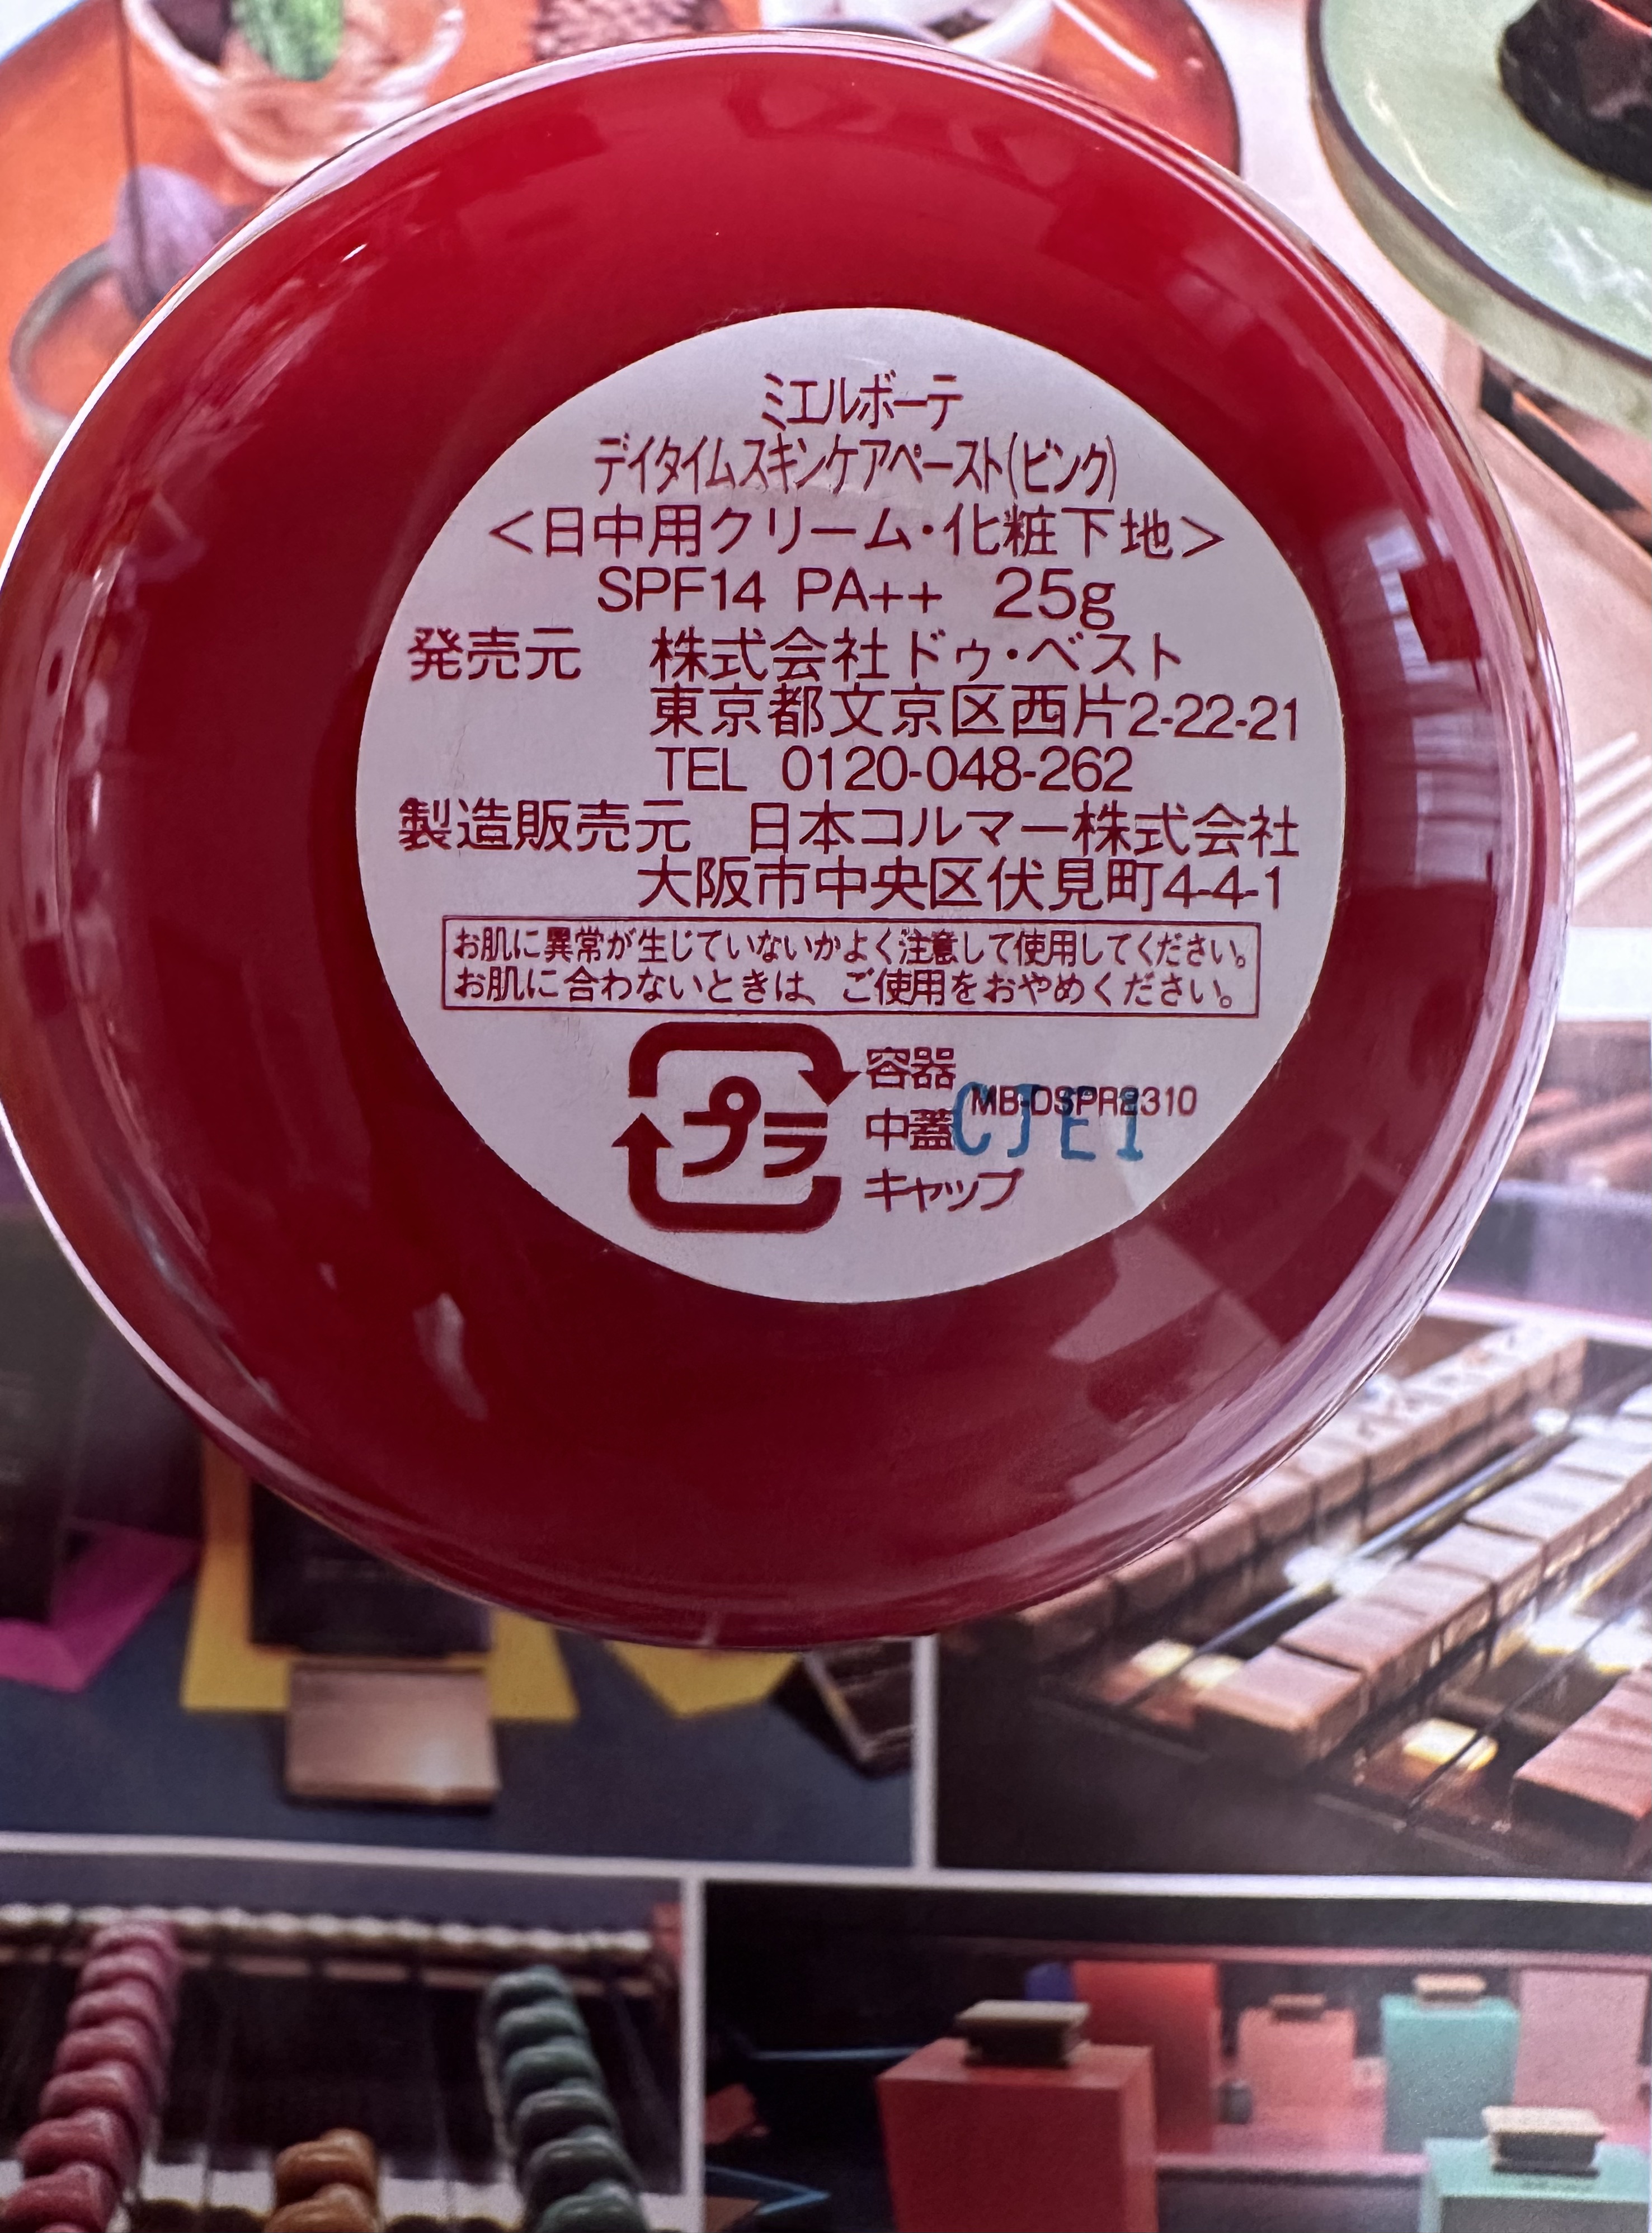 ミエルボーテ
デイタイムスキンケアペースト(ピンク)
＜日中用クリーム・化粧下地＞
SPF14 PA++ 25g
発売元 株式会社ドゥ・ベスト
東京都文京区西片2-22-21
TEL 0120-048-262
製造販売元 日本コルマー株式会社
大阪市中央区伏見町4-4-1
お肌に異常が生じていないかよく注意して使用してください。
お肌に合わないときは、ご使用をおやめください。
プラ
容器
中蓋
キャップ
MB-DSPR2310
CJE1